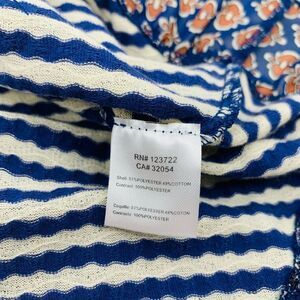 RN# 123722
CA# 32054
Shell: 51%POLYESTER 49%COTTON
Contrast: 100%POLYESTER
Coquille: 51%POLYESTER 49%COTTON
Contraste: 100%POLYESTER